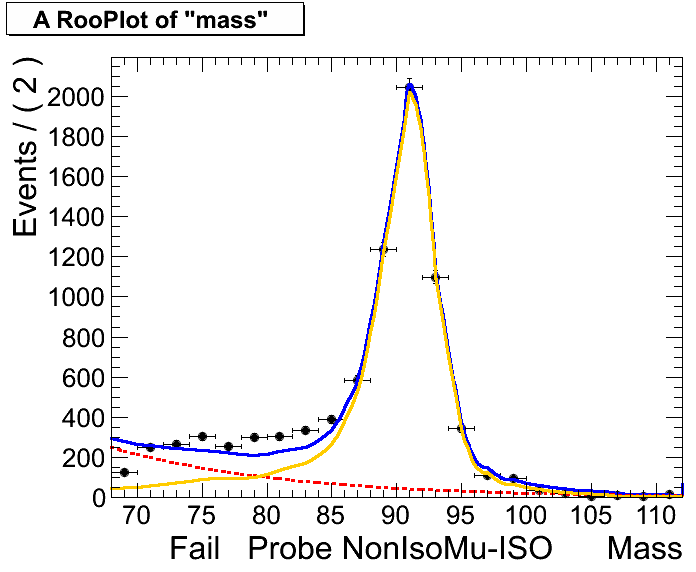 A RooPlot of "mass"
Events / ( 2 )
2000
1800
1600
1400
1200
1000
800
600
400
200
0
70 75 80 85 90 95 100 105 110
Fail Probe NonIsoMu-ISO Mass